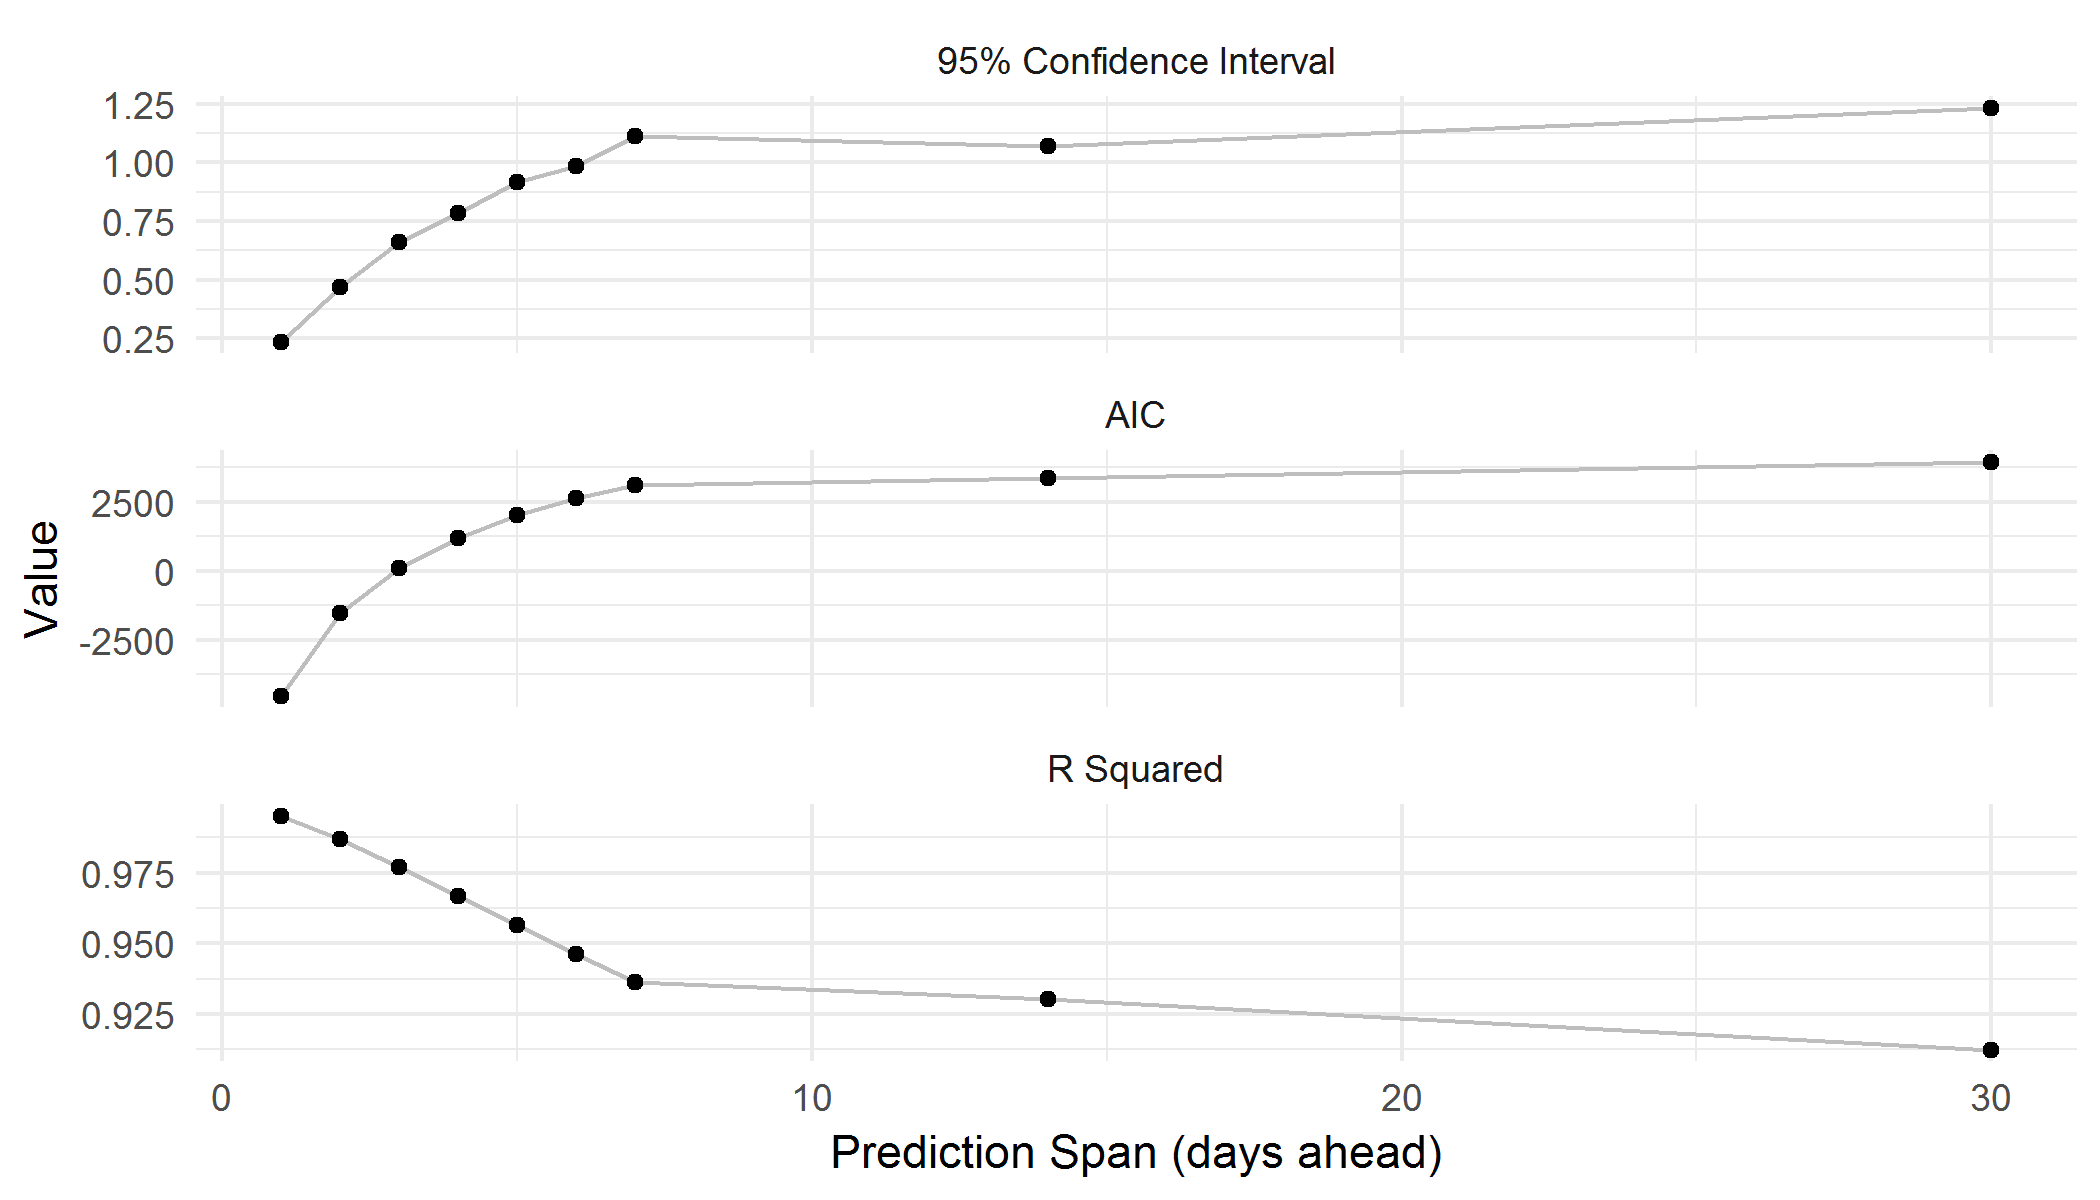 95% Confidence Interval
1.25
1.00
0.75
0.50
0.25
AIC
2500
0
-2500
Value
R Squared
0.975
0.950
0.925
0 10 20 30
Prediction Span (days ahead)